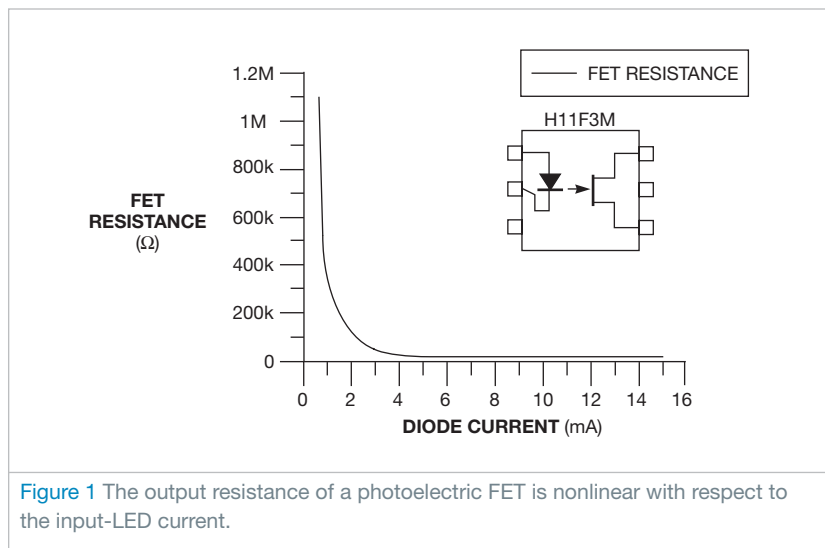 FET RESISTANCE
H11F3M
1.2M
1M
800k
600k
400k
200k
0
FET
RESISTANCE
(Ω)
0 2 4 6 8 10 12 14 16
DIODE CURRENT (mA)
Figure 1 The output resistance of a photoelectric FET is nonlinear with respect to
the input-LED current.